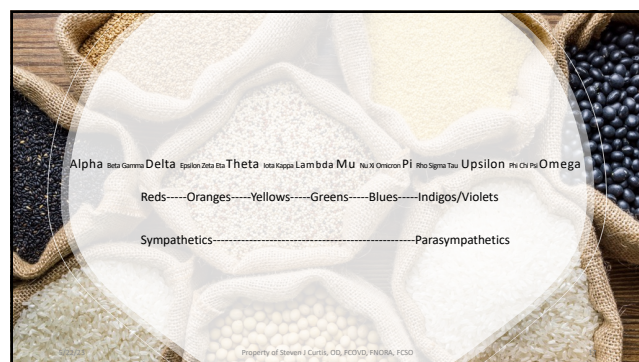 Alpha Beta Gamma Delta Epsilon Zeta Eta Theta Iota Kappa Lambda Mu Nu Xi Omicron Pi Rho Sigma Tau Upsilon Phi Chi Psi Omega
Reds-----Oranges-----Yellows-----Greens-----Blues-----Indigos/Violets
Sympathetics--------------------------------------------------Parasympathetics
Property of Steven J Curtis, OD, FCOVD, FNORA, FCSO